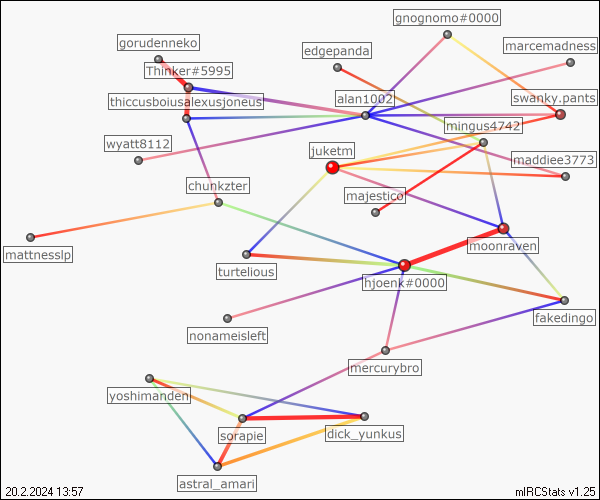 gnognomo#0000
gorudenneko
edgepanda
marcemadness
Thinker#5995
thiccusboiusalexusjoneus
alan1002
swanky.pants
mingus4742
wyatt8112
juketm
maddiee3773
chunkzter
majestico
mattnesslp
moonraven
turtelious
hjoenk#0000
nonameisleft
fakedingo
mercurybro
yoshimanden
sorapie
dick_yunkus
astral_amari
20.2.2024 13:57
mIRCStats v1.25